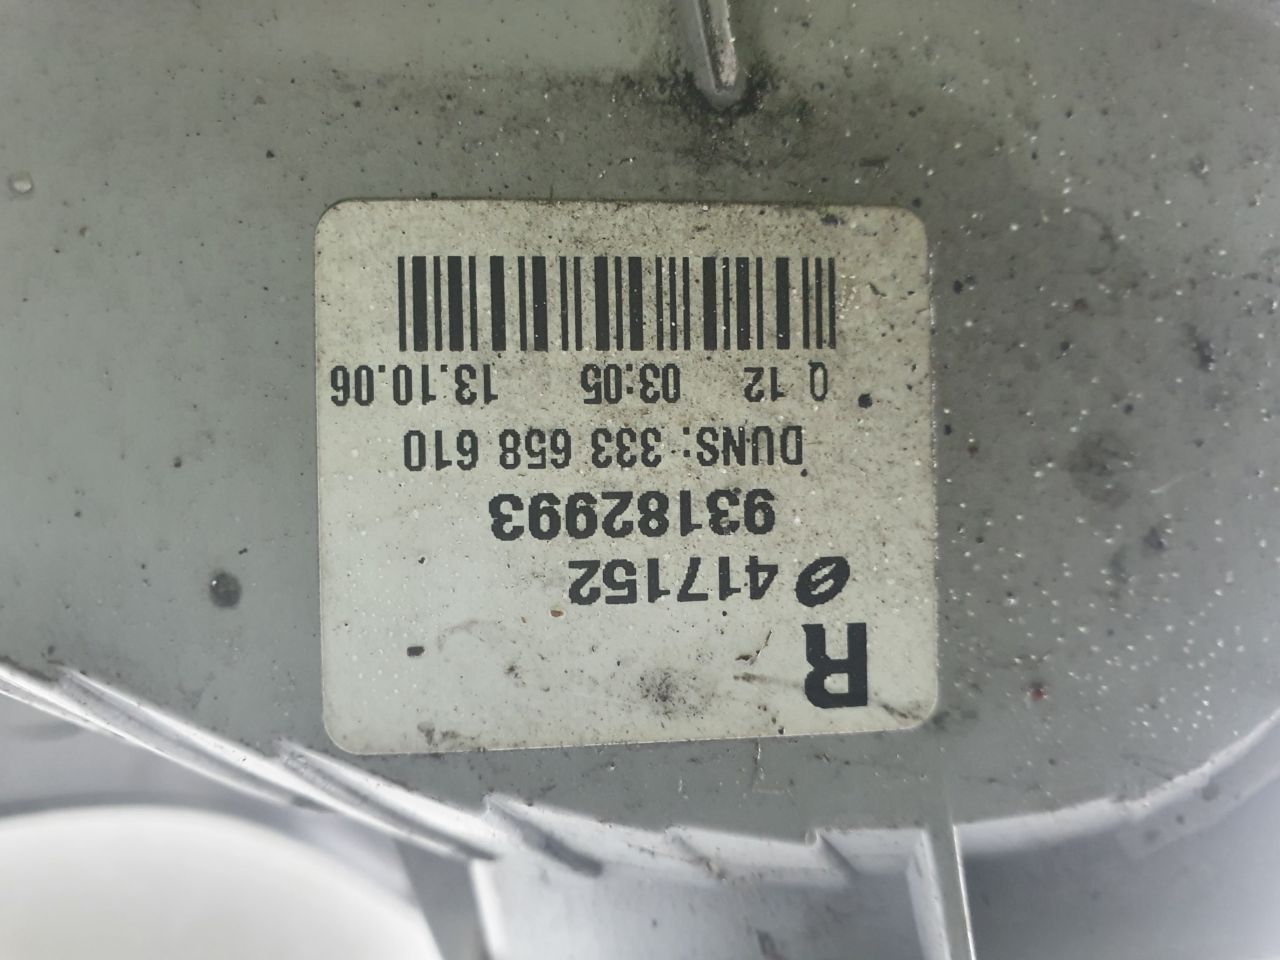 R
417152
93182993
DUNS: 333 658 610
Q 12 03:05 13.10.06